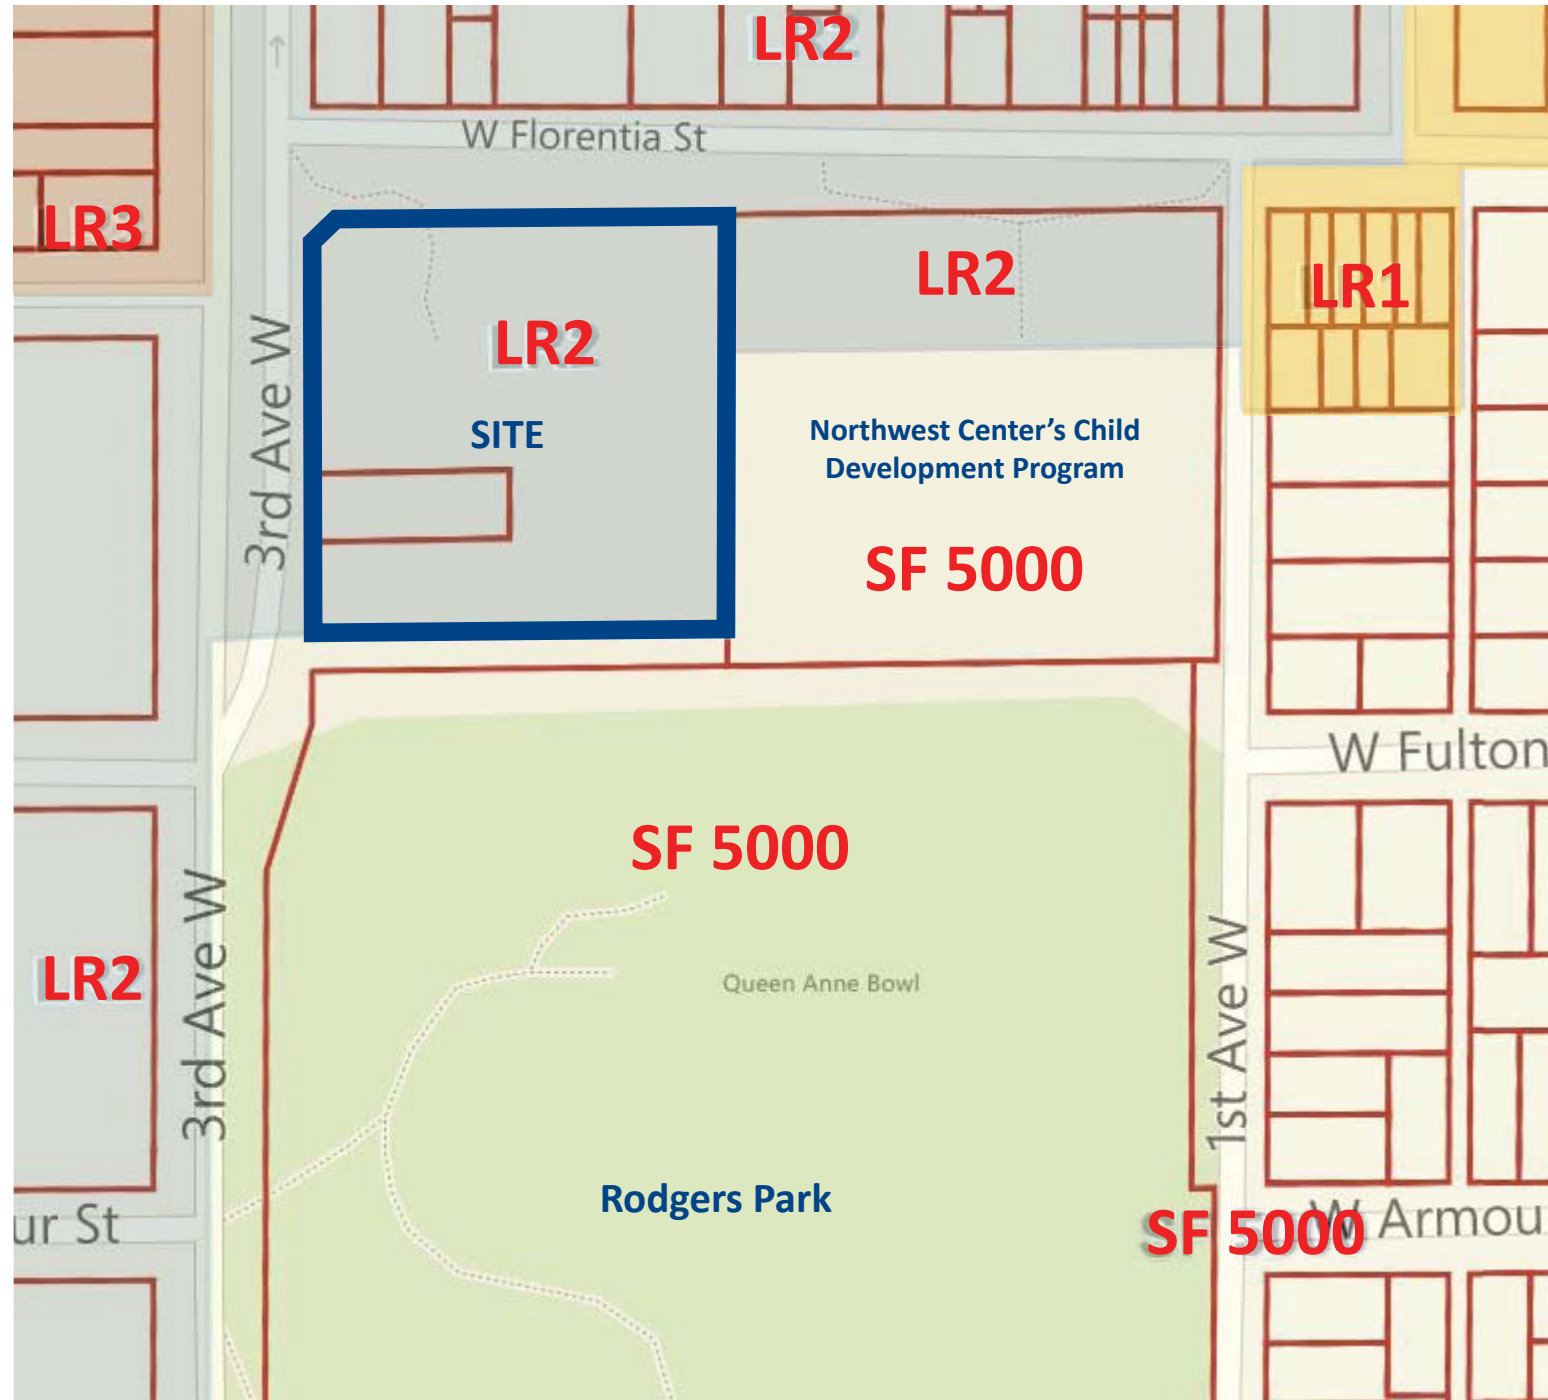 LR2
W Florentia St
LR3
LR2
LR1
LR2
3rd Ave W
SITE
Northwest Center's Child
Development Program
SF 5000
W Fulton
SF 5000
LR2
3rd Ave W
Queen Anne Bowl
1st Ave W
Rodgers Park
ur St
SF 5000
W Armou